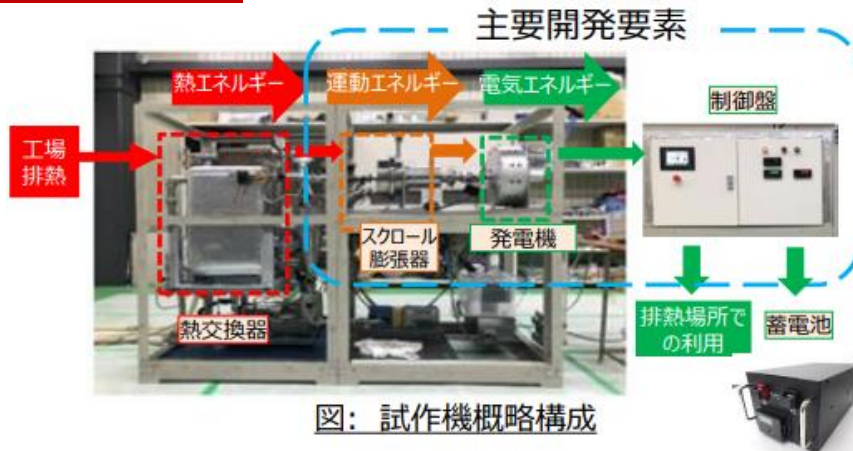 主要開発要素
熱エネルギー
運動エネルギー
電気エネルギー
制御盤
工場
排熱
スクロール
膨張器
発電機
熱交換器
排熱場所で
の利用
蓄電池
図: 試作機概略構成